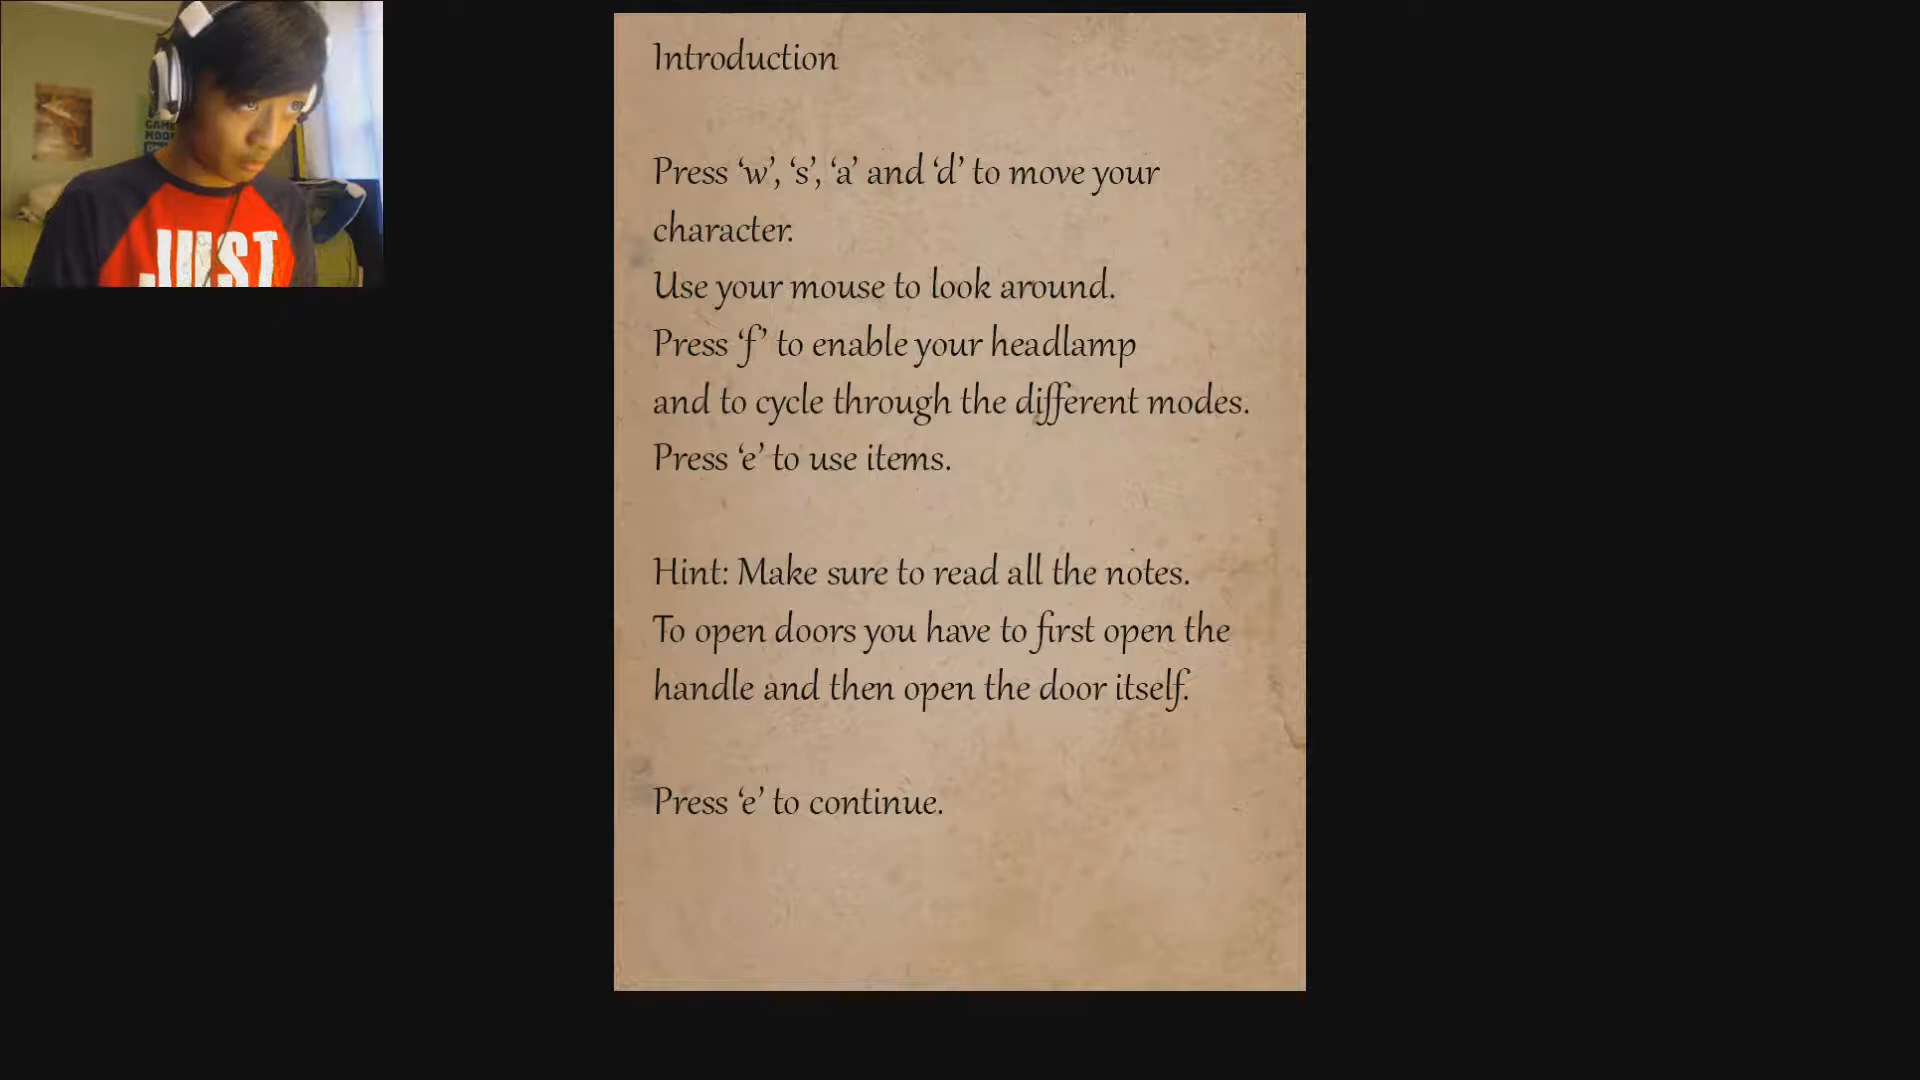 Introduction
Press ‘w’, ‘s’, ‘a’ and ‘d’ to move your
character.
Use your mouse to look around.
Press ‘f’ to enable your headlamp
and to cycle through the different modes.
Press ‘e’ to use items.
Hint: Make sure to read all the notes.
To open doors you have to first open the
handle and then open the door itself.
Press ‘e’ to continue.
GAME
MODE
JUST